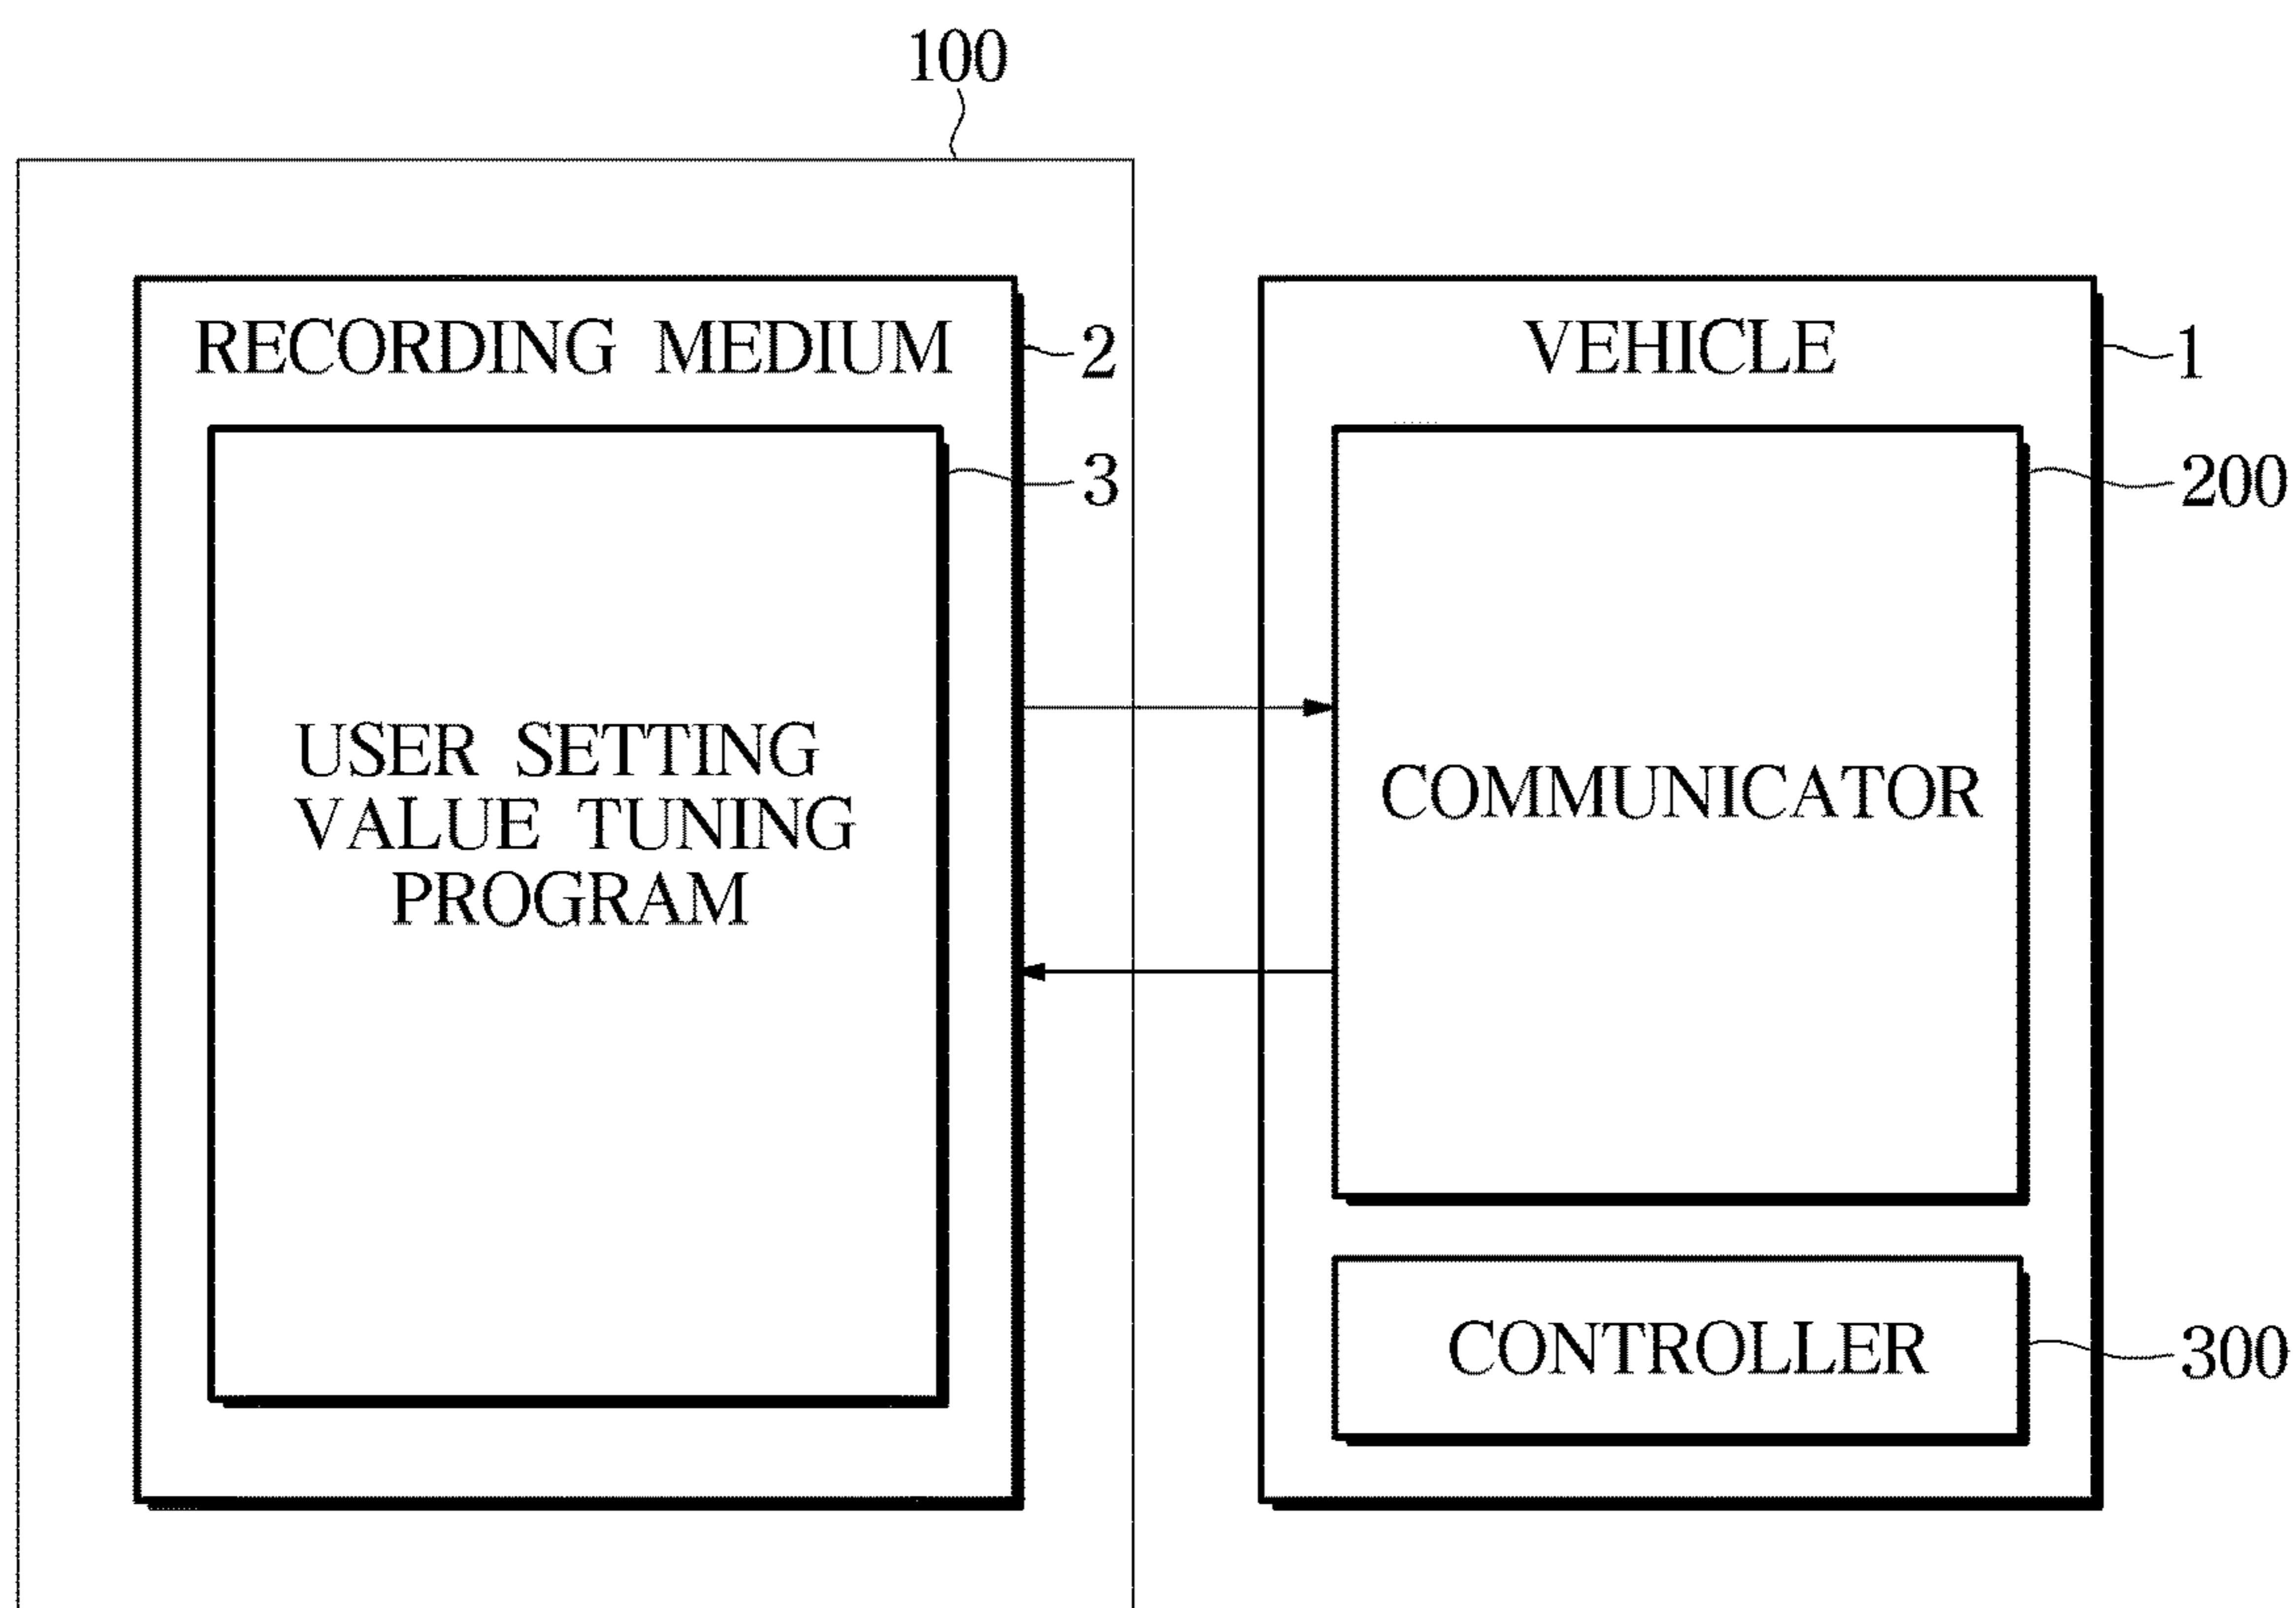 100
RECORDING MEDIUM
2
VEHICLE
1
3
200
USER SETTING
VALUE TUNING
PROGRAM
COMMUNICATOR
CONTROLLER
300